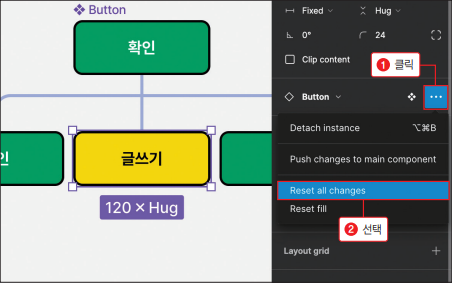 Button
확인
인
글쓰기
120 × Hug
Fixed
Hug
0°
24
Clip content
1 클릭
Button
Detach instance ⌥⌘B
Push changes to main component
Reset all changes
Reset fill
2 선택
Layout grid